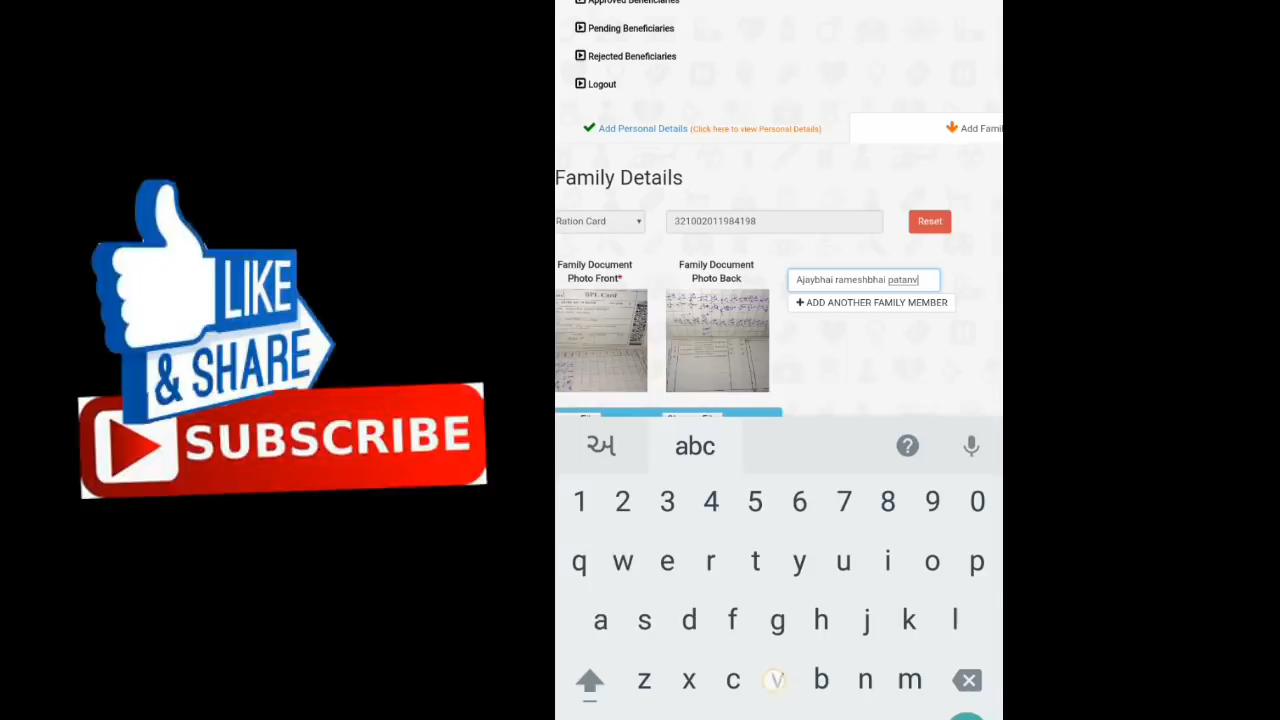 Approved Beneficiaries
Pending Beneficiaries
Rejected Beneficiaries
Logout
Add Personal Details (Click here to view Personal Details)
Add Fami
Family Details
Ration Card
321002011984198
Reset
Family Document
Photo Front*
Family Document
Photo Back
Ajaybhai rameshbhai patanv
+ ADD ANOTHER FAMILY MEMBER
BPL Card
LIKE
& SHARE
SUBSCRIBE
અ
abc
?
1 2 3 4 5 6 7 8 9 0
q w e r t y u i o p
a s d f g h j k l
z x c v b n m